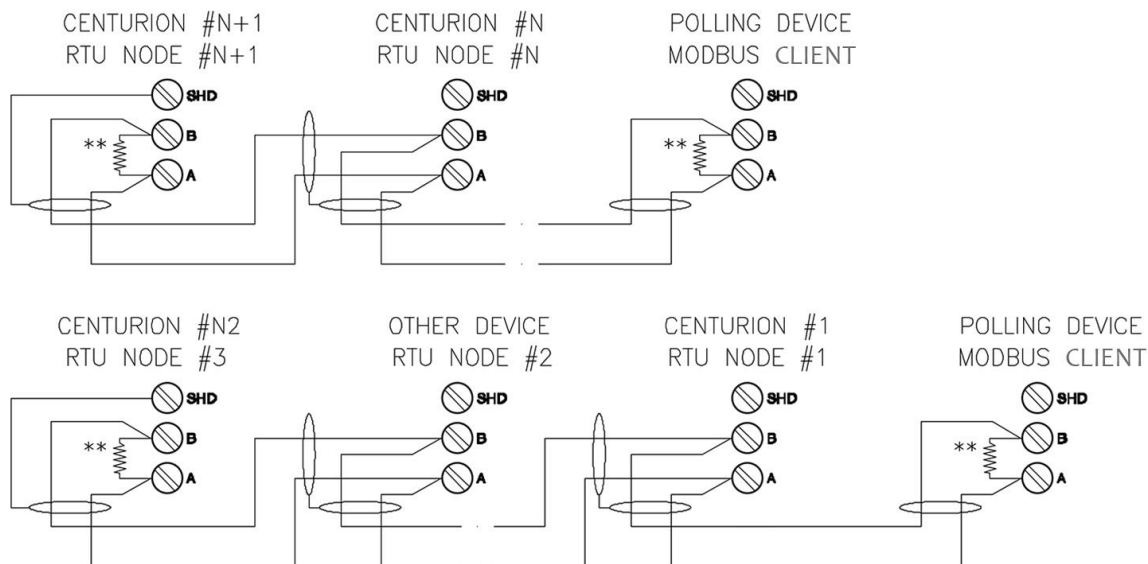 CENTURION #N+1 CENTURION #N POLLING DEVICE
RTU NODE #N+1 RTU NODE #N MODBUS CLIENT
SHD SHD SHD
** B B ** B
A A A
CENTURION #N2 OTHER DEVICE CENTURION #1 POLLING DEVICE
RTU NODE #3 RTU NODE #2 RTU NODE #1 MODBUS CLIENT
SHD SHD SHD SHD
** B B B ** B
A A A A